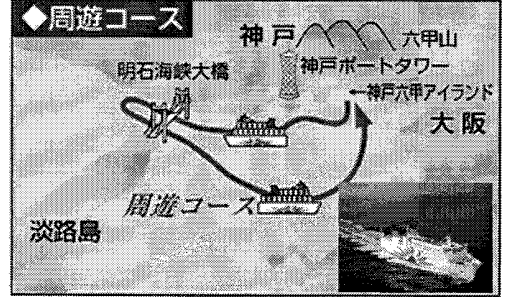 ◆周遊コース
神戸
六甲山
明石海峡大橋
神戸ポートタワー
←神戸六甲アイランド
大阪
周遊コース
淡路島